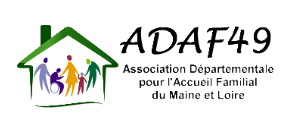 ADAF49
Association Départementale
pour l'Accueil Familial
du Maine et Loire